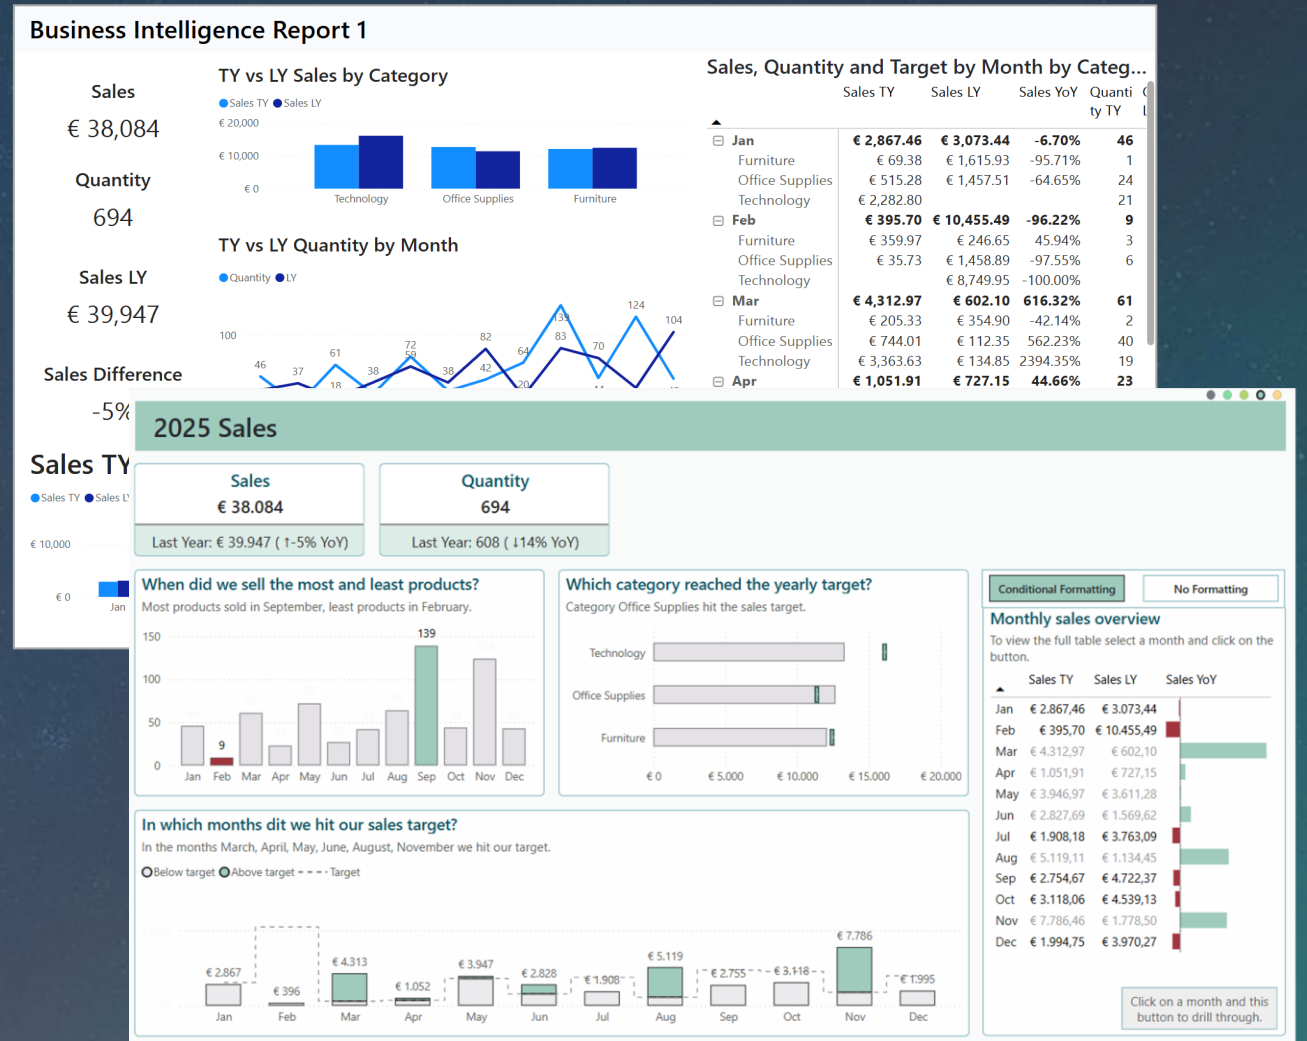 Business Intelligence Report 1
Sales
€ 38,084
Quantity
694
Sales LY
€ 39,947
Sales Difference
-5%
Sales TY
Sales TY Sales LY
€ 10,000
€ 0
Jan
TY vs LY Sales by Category
Sales TY Sales LY
€ 20,000
€ 10,000
€ 0
Technology Office Supplies Furniture
TY vs LY Quantity by Month
Quantity LY
100
46 37 61 18 38 72 59 38 82 42 64 20 139 83 70 124 104
Sales, Quantity and Target by Month by Categ...
Sales TY Sales LY Sales YoY Quanti
ty TY
Jan € 2,867.46 € 3,073.44 -6.70% 46
Furniture € 69.38 € 1,615.93 -95.71% 1
Office Supplies € 515.28 € 1,457.51 -64.65% 24
Technology € 2,282.80 21
Feb € 395.70 € 10,455.49 -96.22% 9
Furniture € 359.97 € 246.65 45.94% 3
Office Supplies € 35.73 € 1,458.89 -97.55% 6
Technology € 8,749.95 -100.00%
Mar € 4,312.97 € 602.10 616.32% 61
Furniture € 205.33 € 354.90 -42.14% 2
Office Supplies € 744.01 € 112.35 562.23% 40
Technology € 3,363.63 € 134.85 2394.35% 19
Apr € 1,051.91 € 727.15 44.66% 23
2025 Sales
Sales
€ 38.084
Last Year: € 39.947 ( ↑-5% YoY)
Quantity
694
Last Year: 608 ( ↓14% YoY)
When did we sell the most and least products?
Most products sold in September, least products in February.
150
100
50
0
9
139
Jan Feb Mar Apr May Jun Jul Aug Sep Oct Nov Dec
Which category reached the yearly target?
Category Office Supplies hit the sales target.
Technology
Office Supplies
Furniture
€ 0 € 5.000 € 10.000 € 15.000 € 20.000
In which months dit we hit our sales target?
In the months March, April, May, June, August, November we hit our target.
Below target Above target Target
€ 2.867 € 396 € 4.313 € 1.052 € 3.947 € 2.828 € 1.908 € 5.119 € 2.755 € 3.118 € 7.786 € 1.995
Jan Feb Mar Apr May Jun Jul Aug Sep Oct Nov Dec
Conditional Formatting
No Formatting
Monthly sales overview
To view the full table select a month and click on the
button.
Sales TY Sales LY Sales YoY
Jan € 2.867,46 € 3.073,44
Feb € 395,70 € 10.455,49
Mar € 4.312,97 € 602,10
Apr € 1.051,91 € 727,15
May € 3.946,97 € 3.611,28
Jun € 2.827,69 € 1.569,62
Jul € 1.908,18 € 3.763,09
Aug € 5.119,11 € 1.134,45
Sep € 2.754,67 € 4.722,37
Oct € 3.118,06 € 4.539,13
Nov € 7.786,46 € 1.778,50
Dec € 1.994,75 € 3.970,27
Click on a month and this
button to drill through.